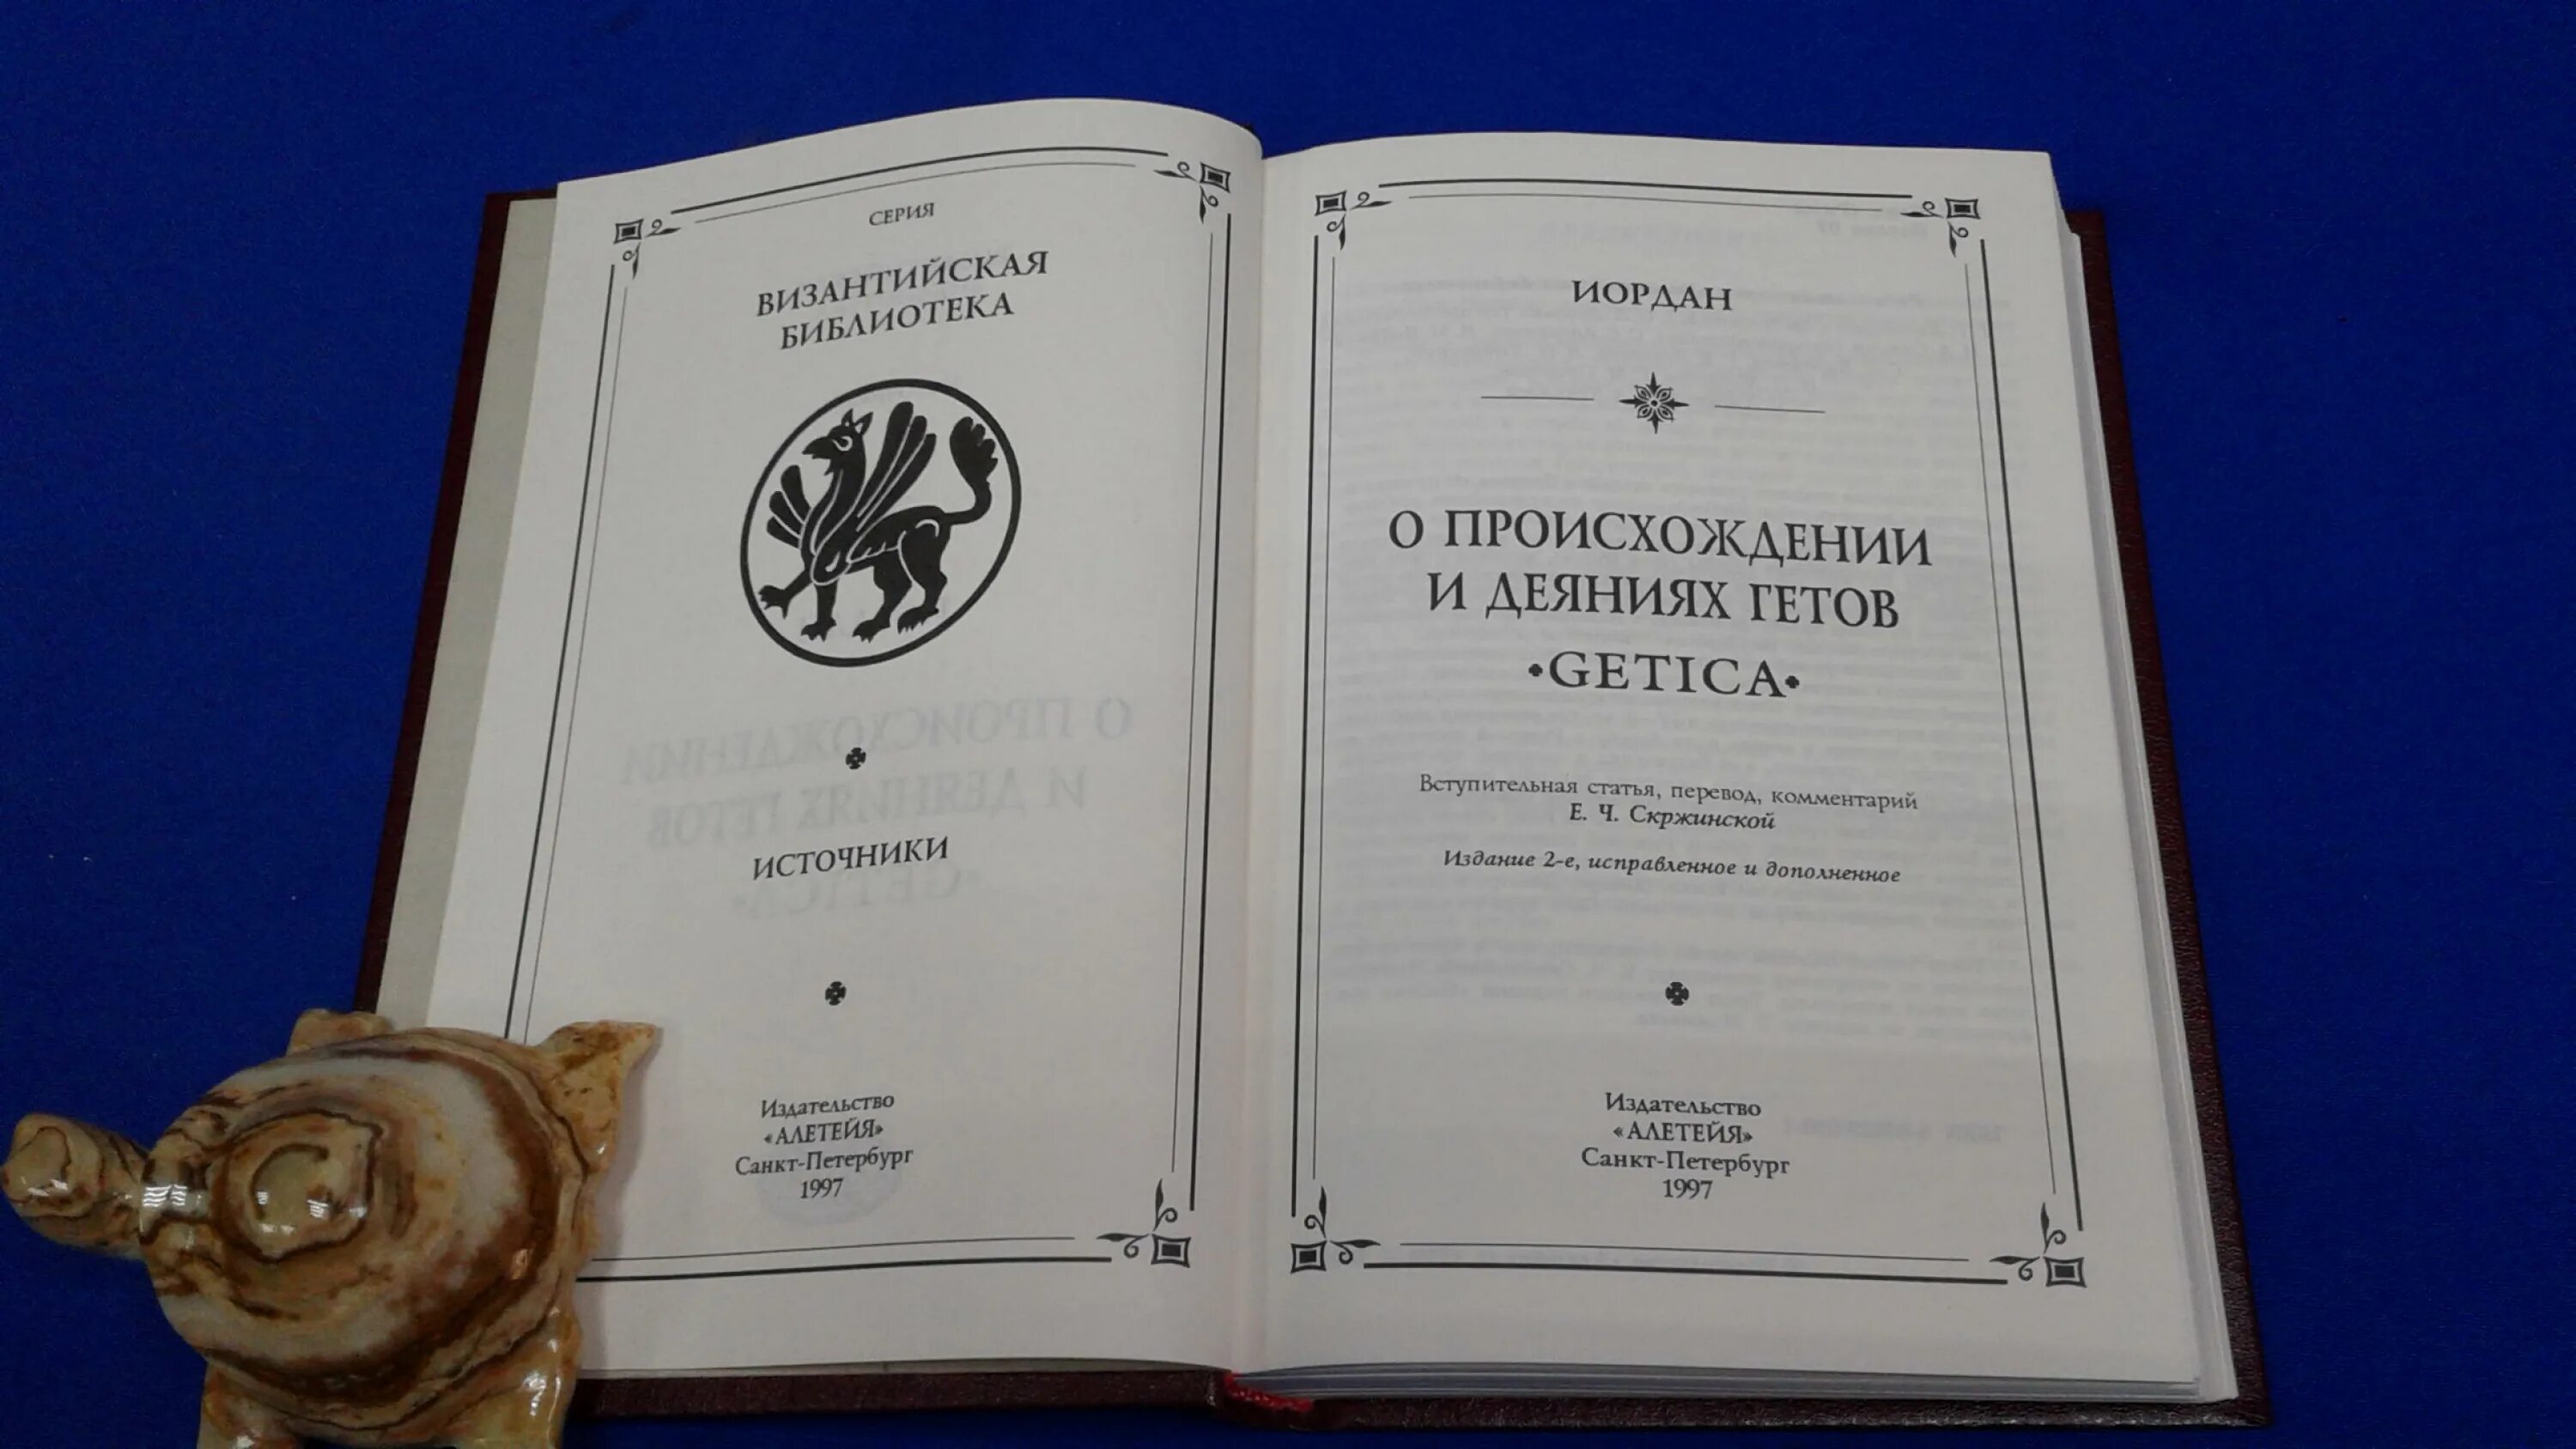 СЕРИЯ
ВИЗАНТИЙСКАЯ
БИБЛИОТЕКА
ИСТОЧНИКИ
Издательство
«АЛЕТЕЙЯ»
Санкт-Петербург
1997
ИОРДАН
О ПРОИСХОЖДЕНИИ
И ДЕЯНИЯХ ГЕТОВ
•GETICA•
Вступительная статья, перевод, комментарий
Е. Ч. Скржинской
Издание 2-е, исправленное и дополненное
Издательство
«АЛЕТЕЙЯ»
Санкт-Петербург
1997